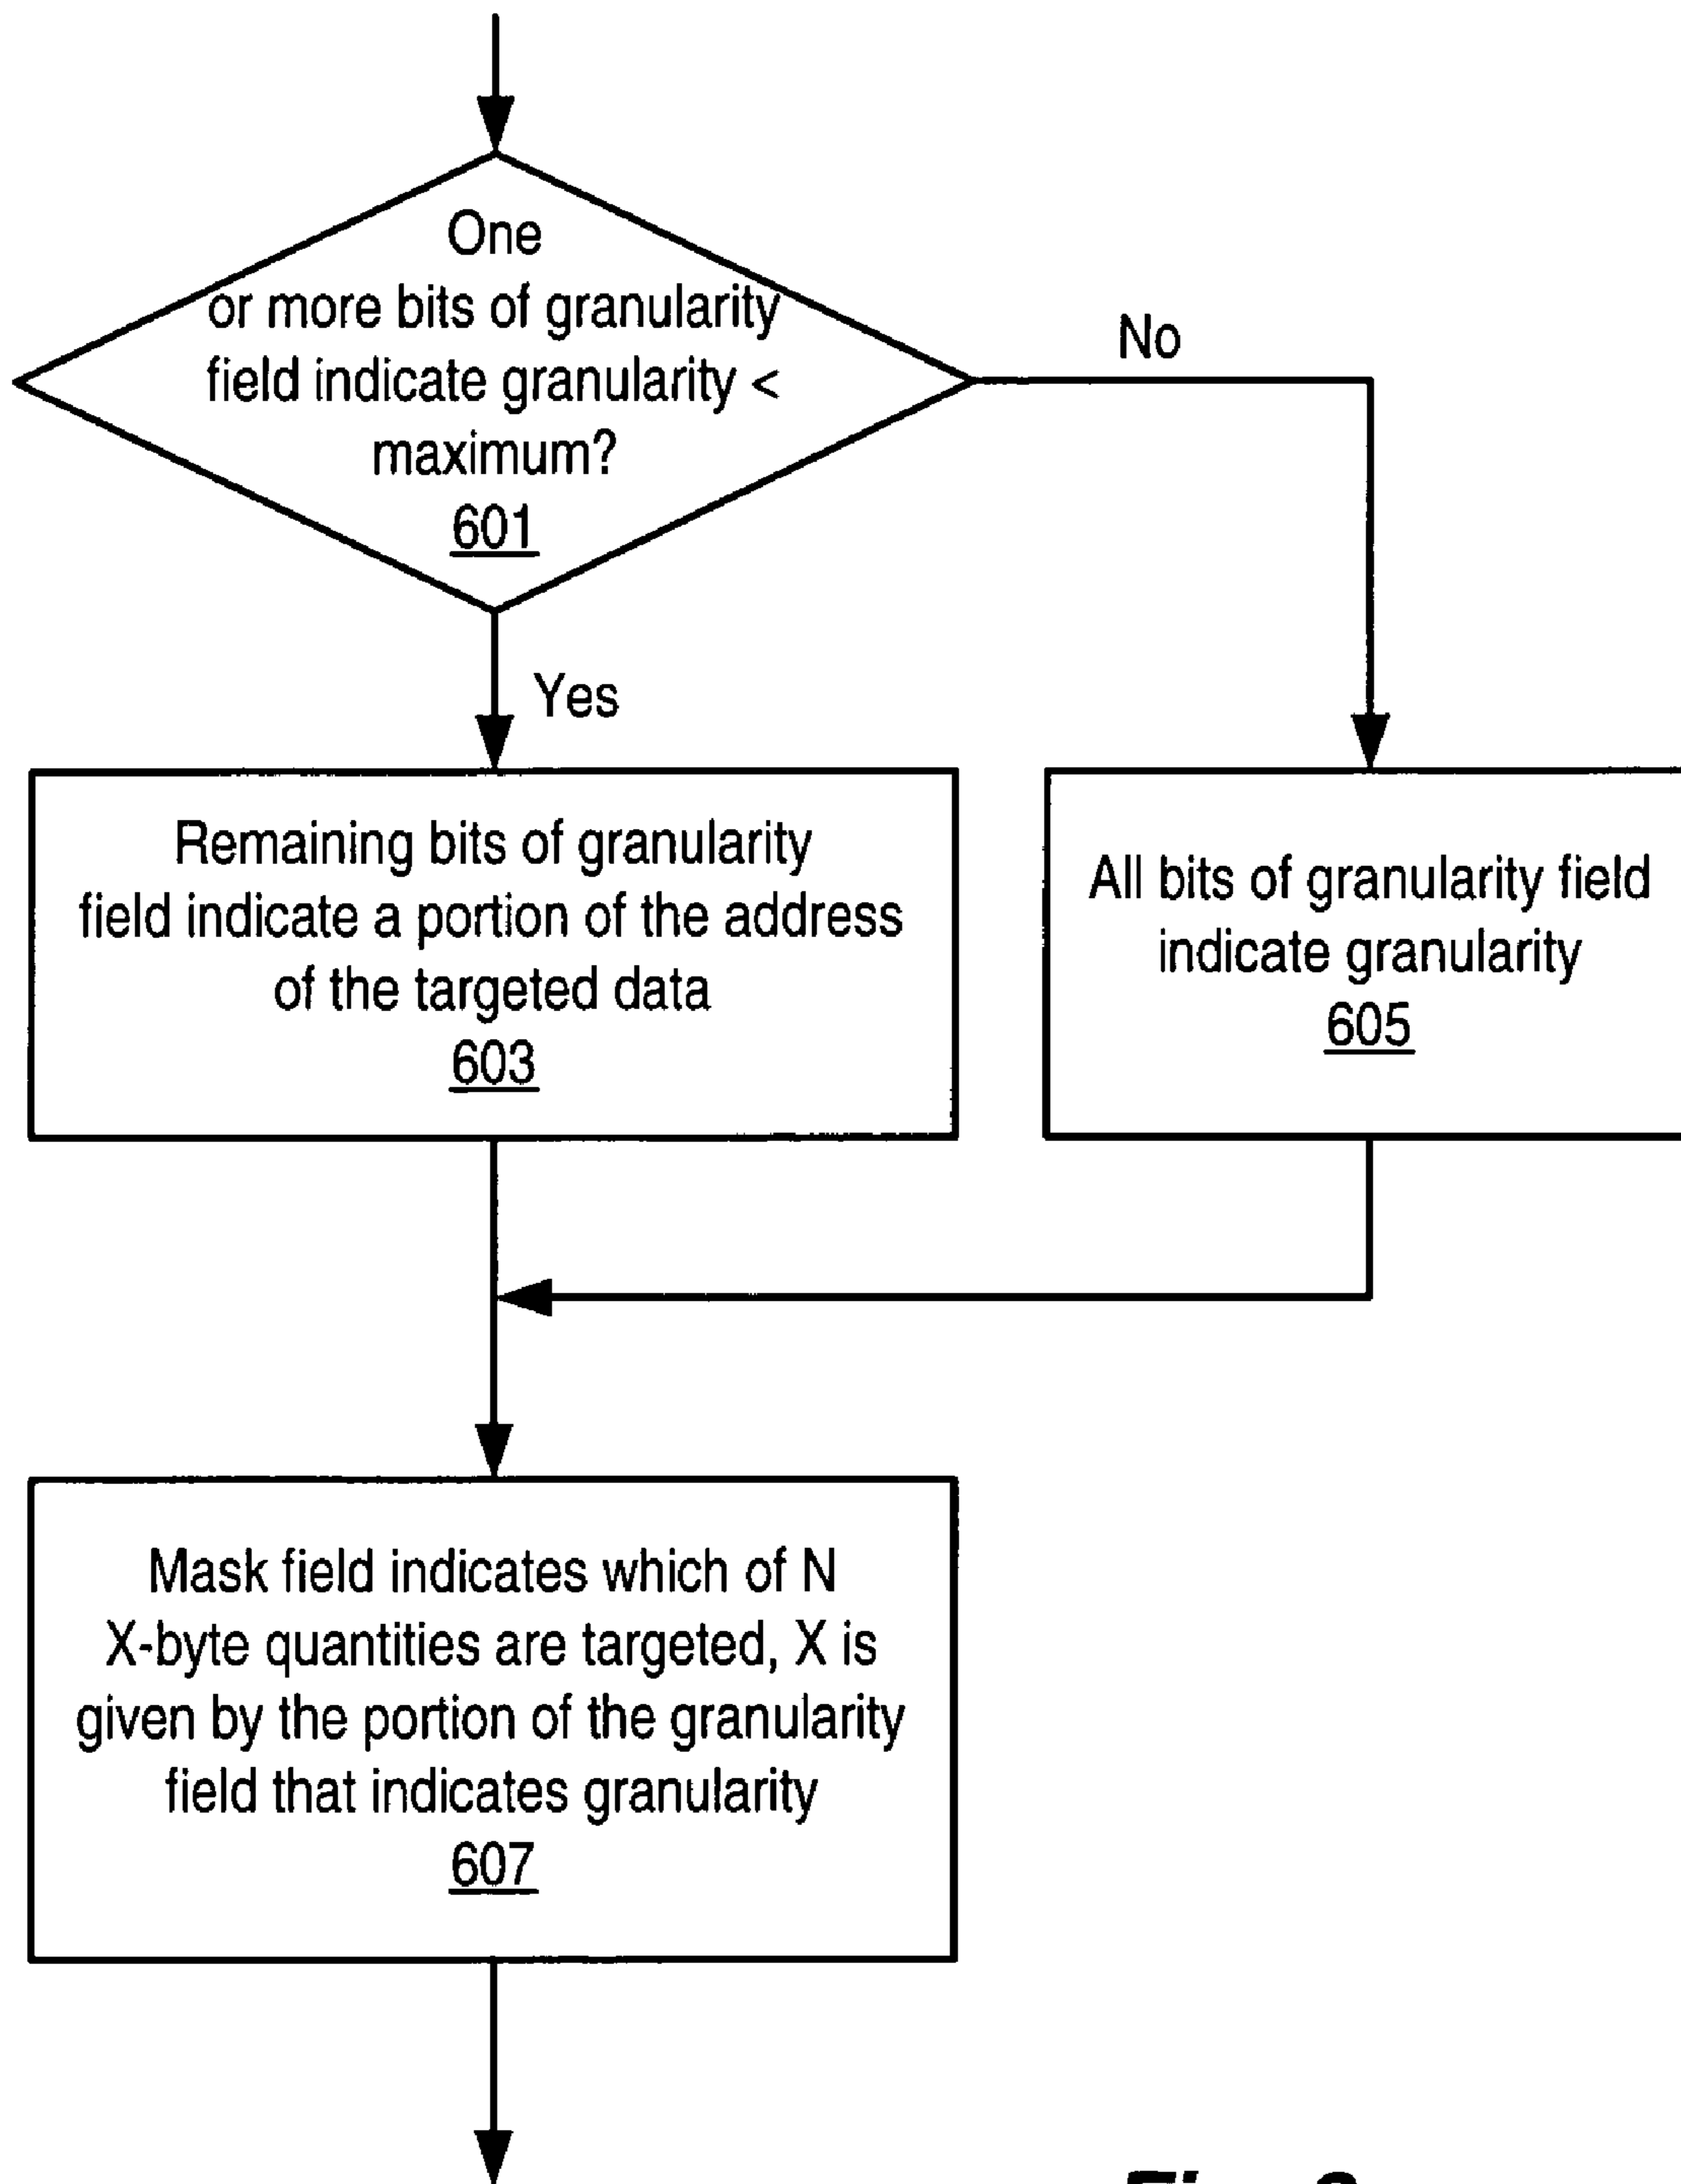 One
or more bits of granularity
field indicate granularity <
maximum?
601
No
Yes
Remaining bits of granularity
field indicate a portion of the address
of the targeted data
603
All bits of granularity field
indicate granularity
605
Mask field indicates which of N
X-byte quantities are targeted, X is
given by the portion of the granularity
field that indicates granularity
607